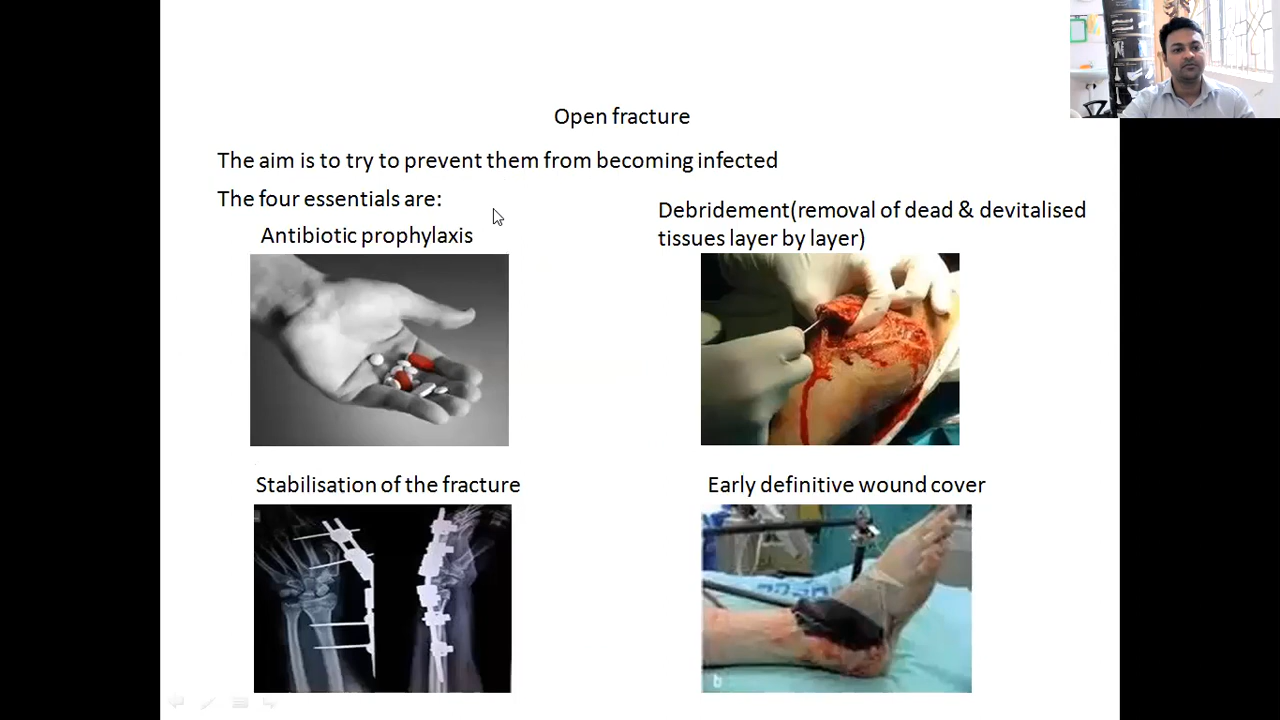 Open fracture
The aim is to try to prevent them from becoming infected
The four essentials are:
Antibiotic prophylaxis
Debridement(removal of dead & devitalised
tissues layer by layer)
Stabilisation of the fracture
Early definitive wound cover
b